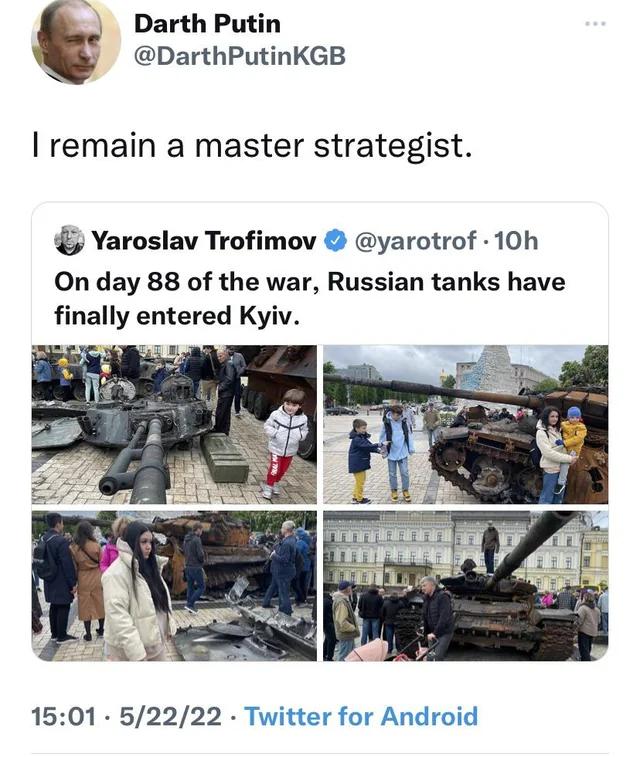 Darth Putin
@DarthPutinKGB
I remain a master strategist.
Yaroslav Trofimov @yarotrof · 10h
On day 88 of the war, Russian tanks have
finally entered Kyiv.
15:01 · 5/22/22 · Twitter for Android